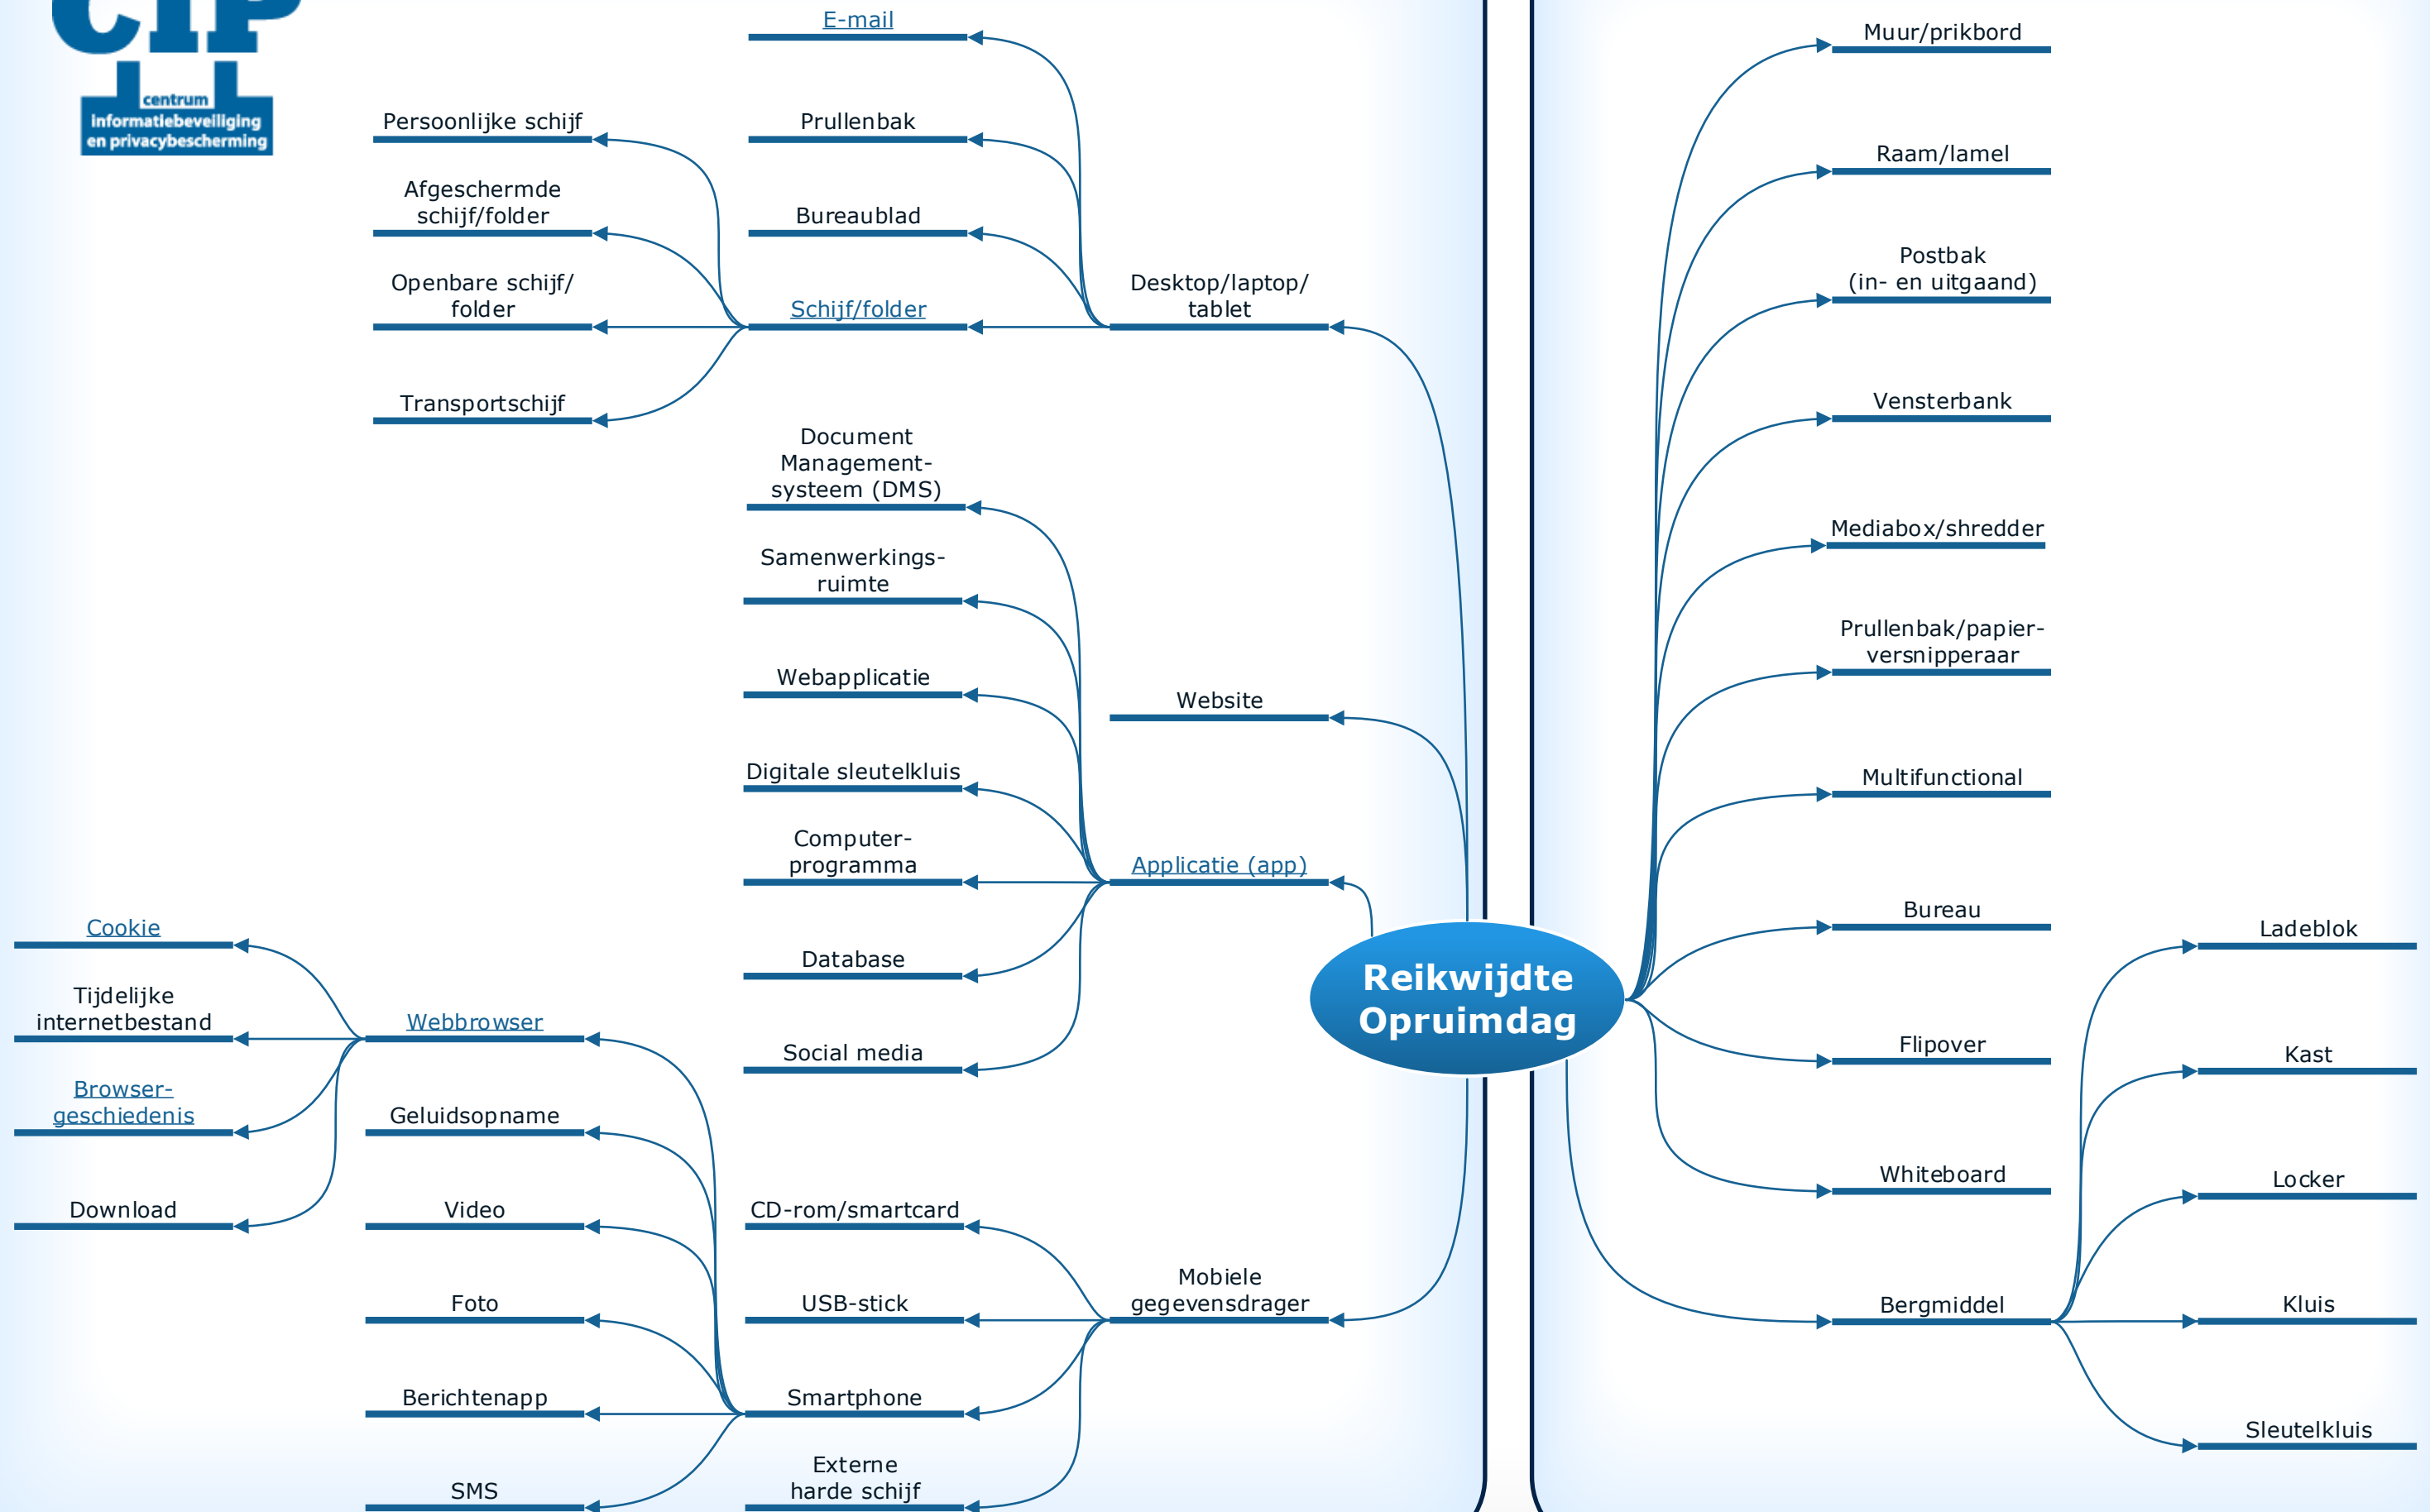 CIP
centrum
informatiebeveiliging
en privacybescherming
E-mail
Prullenbak
Bureaublad
Schijf/folder
Persoonlijke schijf
Afgeschermde
schijf/folder
Openbare schijf/
folder
Transportschijf
Desktop/laptop/
tablet
Document
Management-
systeem (DMS)
Samenwerkings-
ruimte
Webapplicatie
Digitale sleutelkluis
Computer-
programma
Database
Social media
Website
Applicatie (app)
Reikwijdte
Opruimdag
Cookie
Tijdelijke
internetbestand
Browser-
geschiedenis
Download
Webbrowser
Geluidsopname
Video
Foto
Berichtenapp
SMS
CD-rom/smartcard
USB-stick
Smartphone
Externe
harde schijf
Mobiele
gegevensdrager
Muur/prikbord
Raam/lamel
Postbak
(in- en uitgaand)
Vensterbank
Mediabox/shredder
Prullenbak/papier-
versnipperaar
Multifunctional
Bureau
Flipover
Whiteboard
Bergmiddel
Ladeblok
Kast
Locker
Kluis
Sleutelkluis